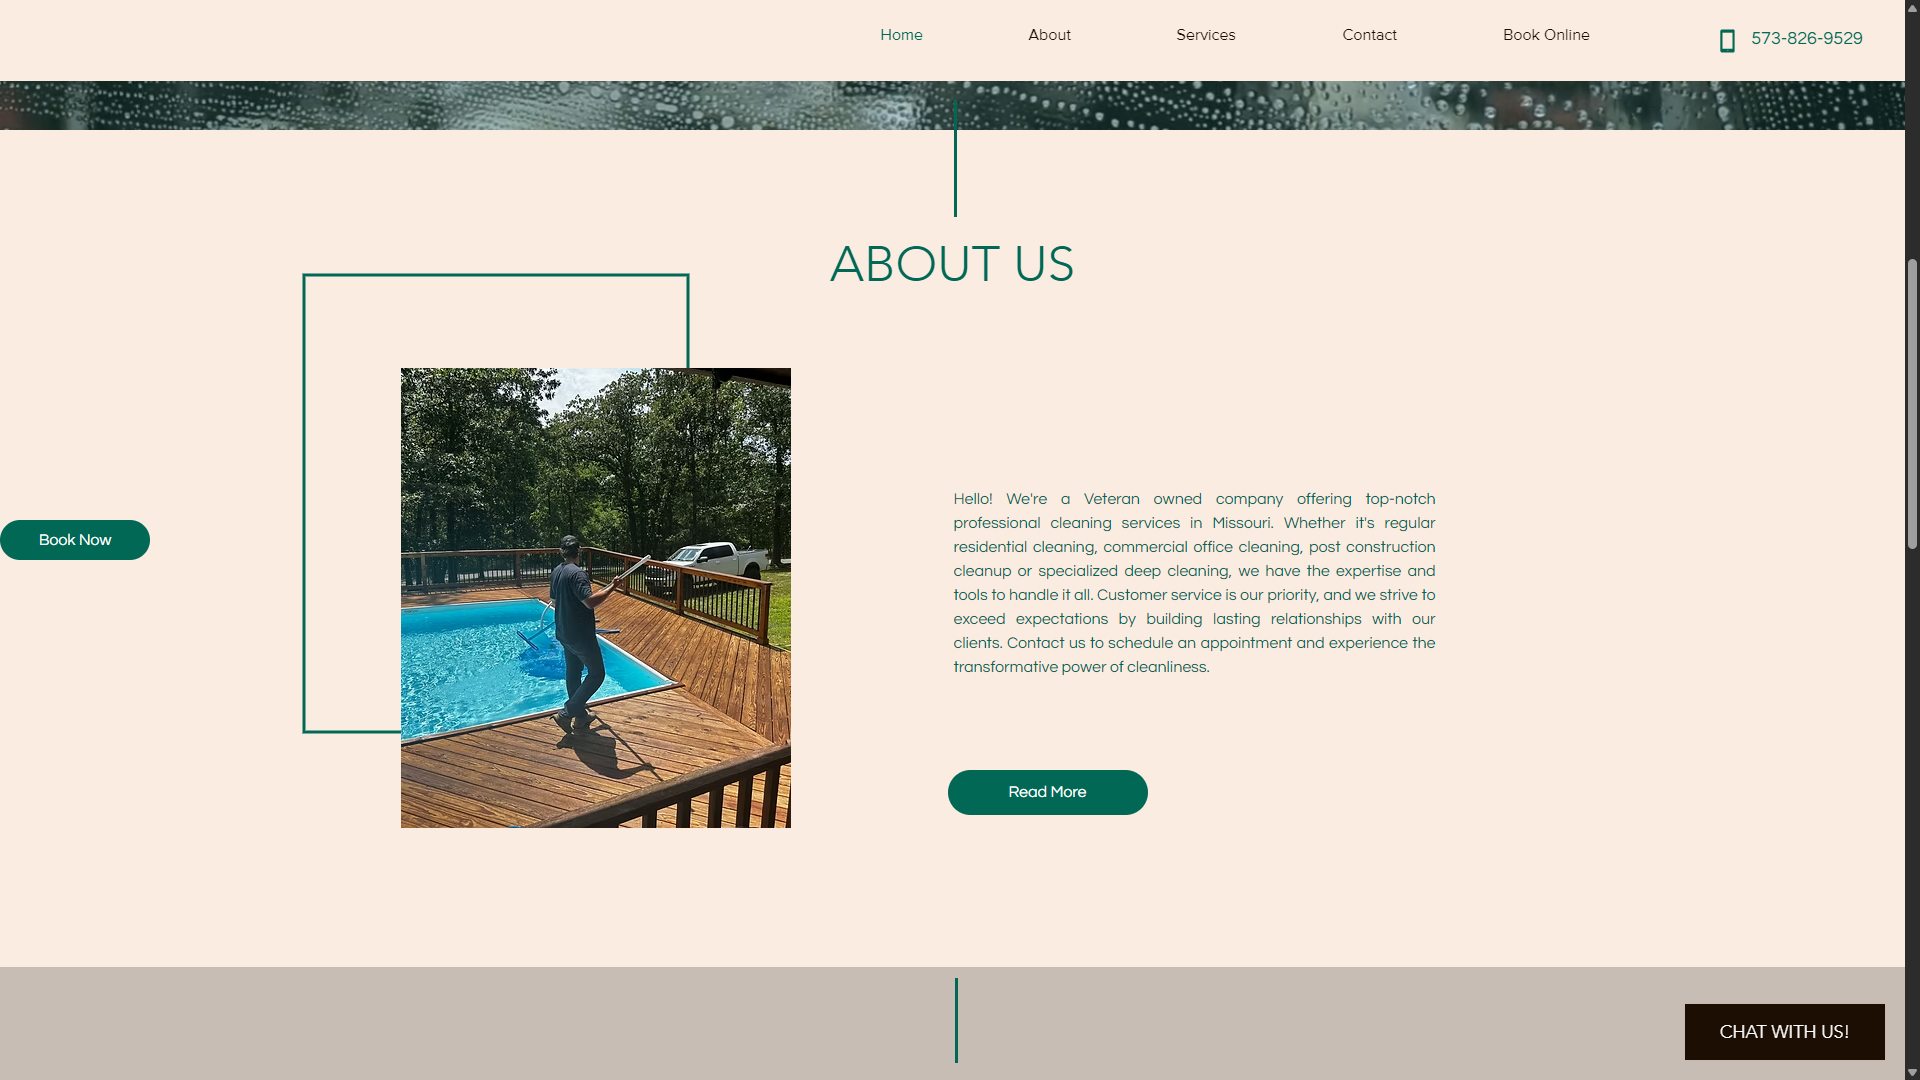 Home About Services Contact Book Online 573-826-9529
ABOUT US
Hello! We're a Veteran owned company offering top-notch
professional cleaning services in Missouri. Whether it's regular
residential cleaning, commercial office cleaning, post construction
cleanup or specialized deep cleaning, we have the expertise and
tools to handle it all. Customer service is our priority, and we strive to
exceed expectations by building lasting relationships with our
clients. Contact us to schedule an appointment and experience the
transformative power of cleanliness.
Book Now
Read More
CHAT WITH US!